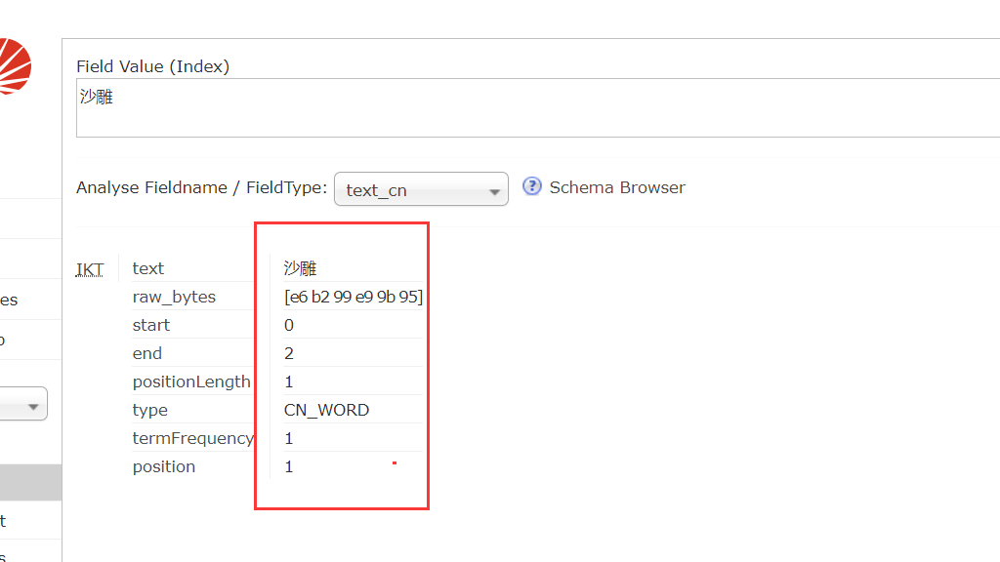 Field Value (Index)
沙雕
Analyse Fieldname / FieldType: text_cn Schema Browser
IKT text 沙雕
raw_bytes [e6 b2 99 e9 9b 95]
es
start 0
end 2
positionLength 1
type CN_WORD
termFrequency 1
position 1
t